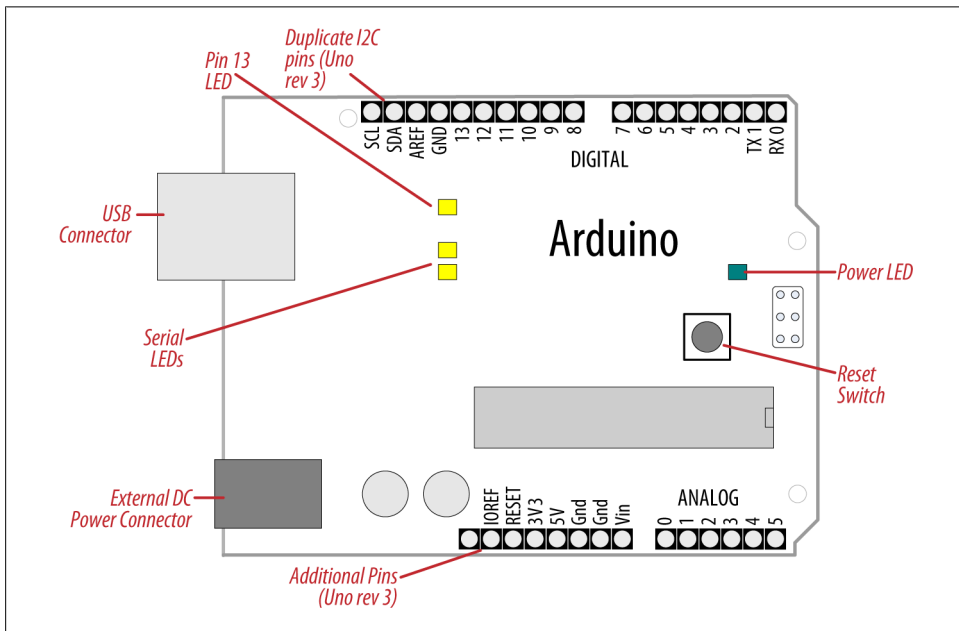 Duplicate I2C
pins (Uno
rev 3)
Pin 13
LED
SCL
SDA
AREF
GND
13
12
11
10
9
8
7
6
5
4
3
2
TX 1
RX 0
DIGITAL
USB
Connector
Arduino
Power LED
Serial
LEDs
Reset
Switch
External DC
Power Connector
IOREF
RESET
3V3
5V
Gnd
Gnd
Vin
ANALOG
0
1
2
3
4
5
Additional Pins
(Uno rev 3)